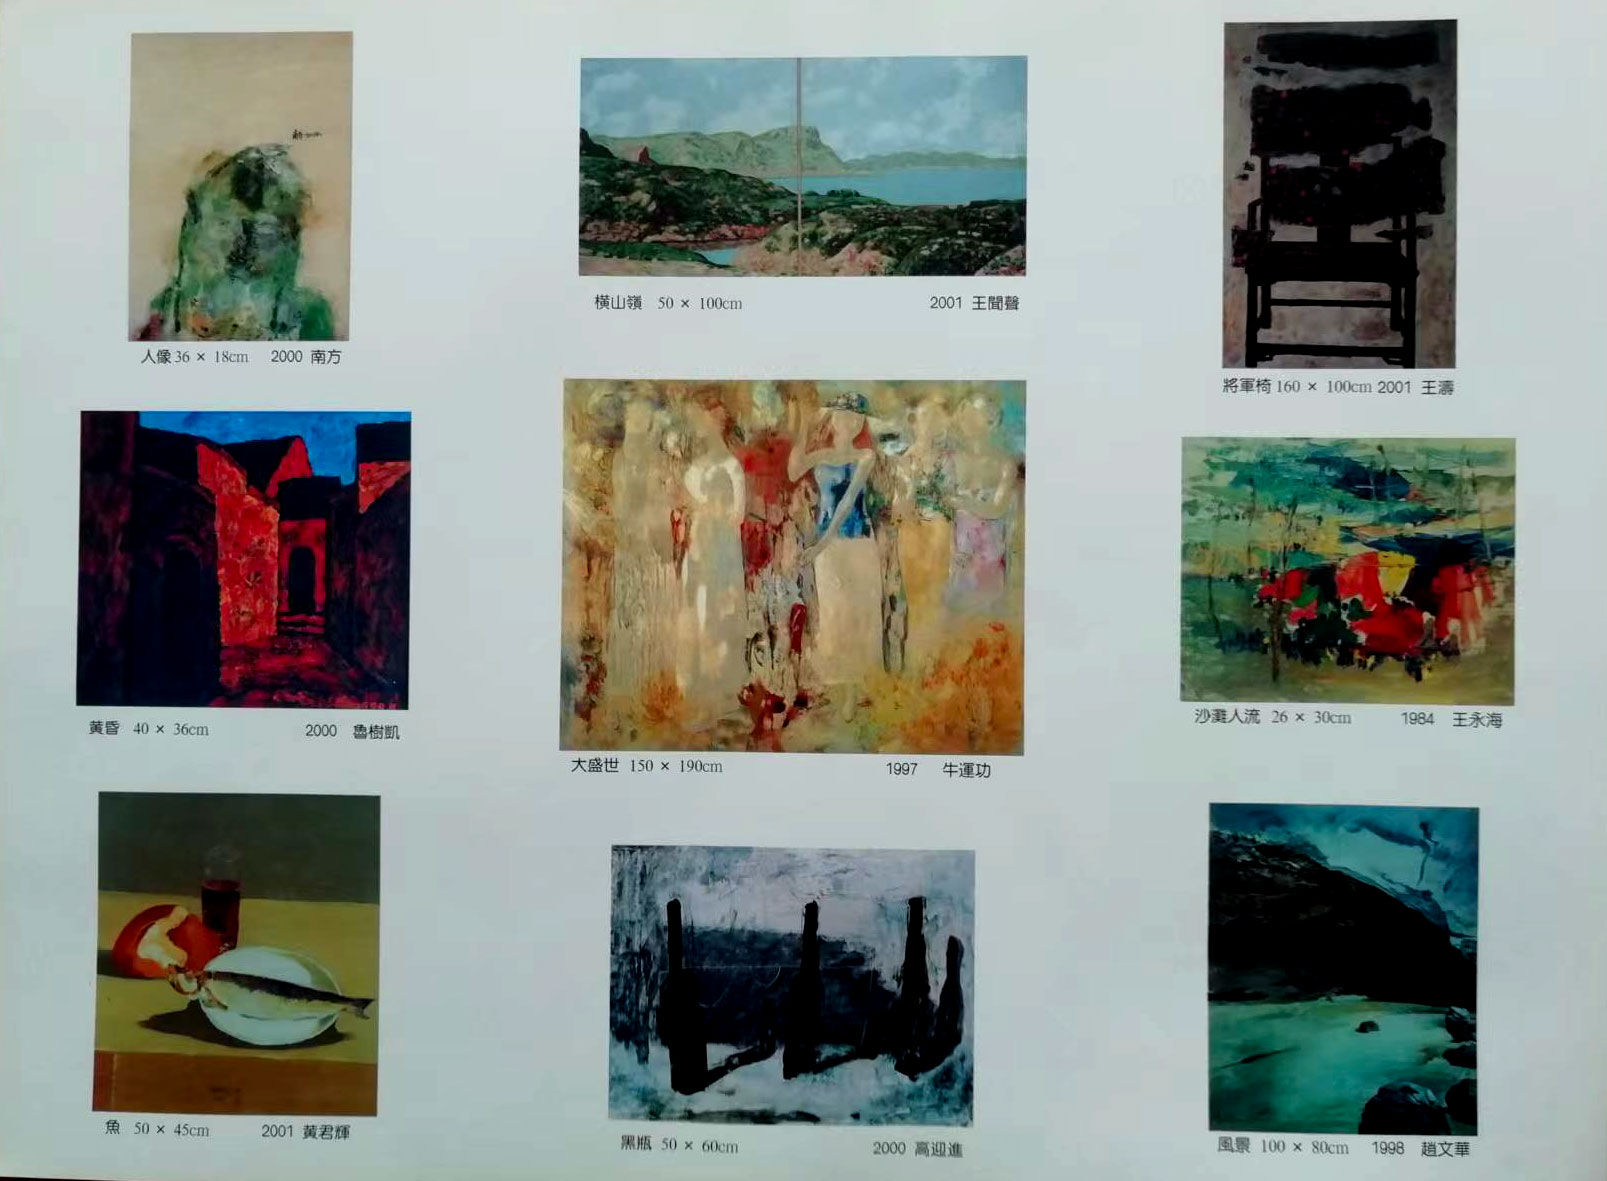 人像 36 × 18cm 2000 南方
橫山嶺 50 × 100cm 2001 王聞聲
將軍椅 160 × 100cm 2001 王濤
黄昏 40 × 36cm 2000 魯樹凱
大盛世 150 × 190cm 1997 牛運功
沙灘人流 26 × 30cm 1984 王永海
魚 50 × 45cm 2001 黄君輝
黑瓶 50 × 60cm 2000 高迎進
風景 100 × 80cm 1998 趙文華